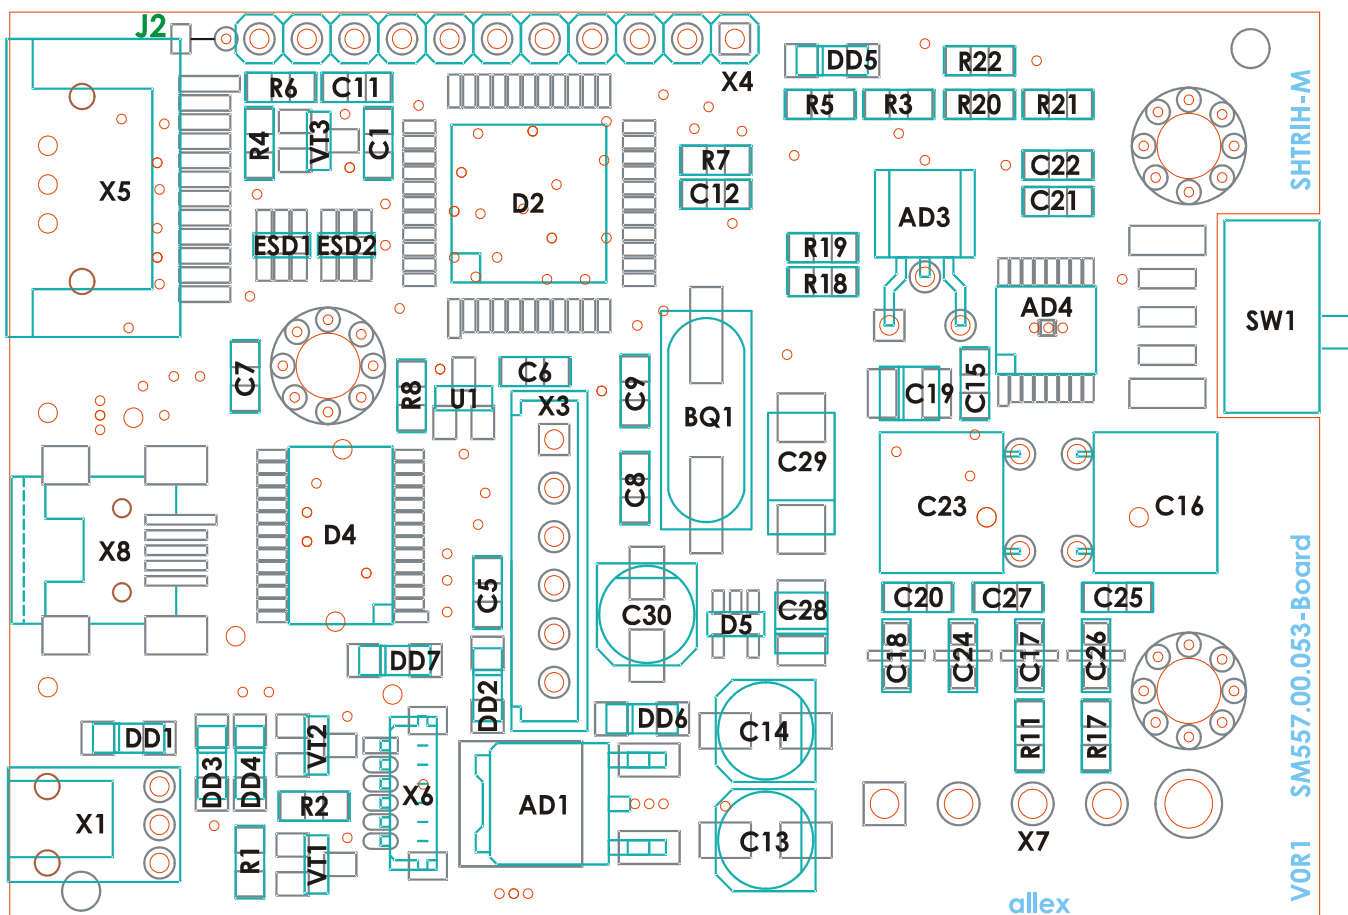 J2
X4
DD5
R22
R6
C11
R5
R3
R20
R21
R4
VT3
C1
X5
D2
R7
C12
C22
C21
AD3
SHTRIH-M
ESD1
ESD2
R19
R18
AD4
SW1
C7
R8
U1
C6
X3
C9
BQ1
C19
C15
C29
C8
C23
C16
X8
D4
C5
C30
D5
C28
C20
C27
C25
C18
C24
C17
C26
DD7
DD2
DD6
DD1
DD3
DD4
VT2
C14
R11
R17
SM557.00.053-Board
X6
R2
AD1
X1
R1
VT1
C13
X7
V0R1
allex